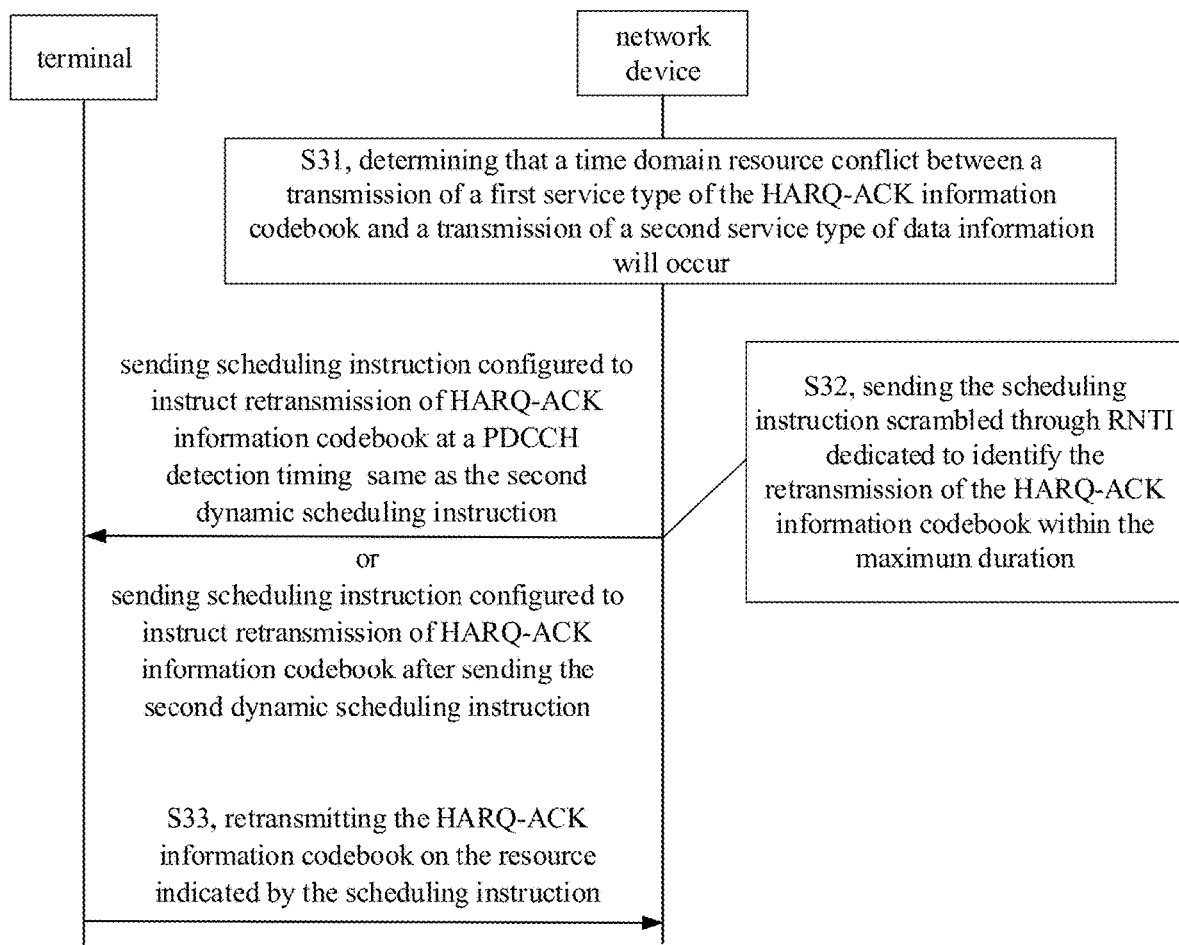 terminal
network
device
S31, determining that a time domain resource conflict between a
transmission of a first service type of the HARQ-ACK information
codebook and a transmission of a second service type of data information
will occur
sending scheduling instruction configured to
instruct retransmission of HARQ-ACK
information codebook at a PDCCH
detection timing same as the second
dynamic scheduling instruction
S32, sending the scheduling
instruction scrambled through RNTI
dedicated to identify the
retransmission of the HARQ-ACK
information codebook within the
maximum duration
or
sending scheduling instruction configured to
instruct retransmission of HARQ-ACK
information codebook after sending the
second dynamic scheduling instruction
S33, retransmitting the HARQ-ACK
information codebook on the resource
indicated by the scheduling instruction